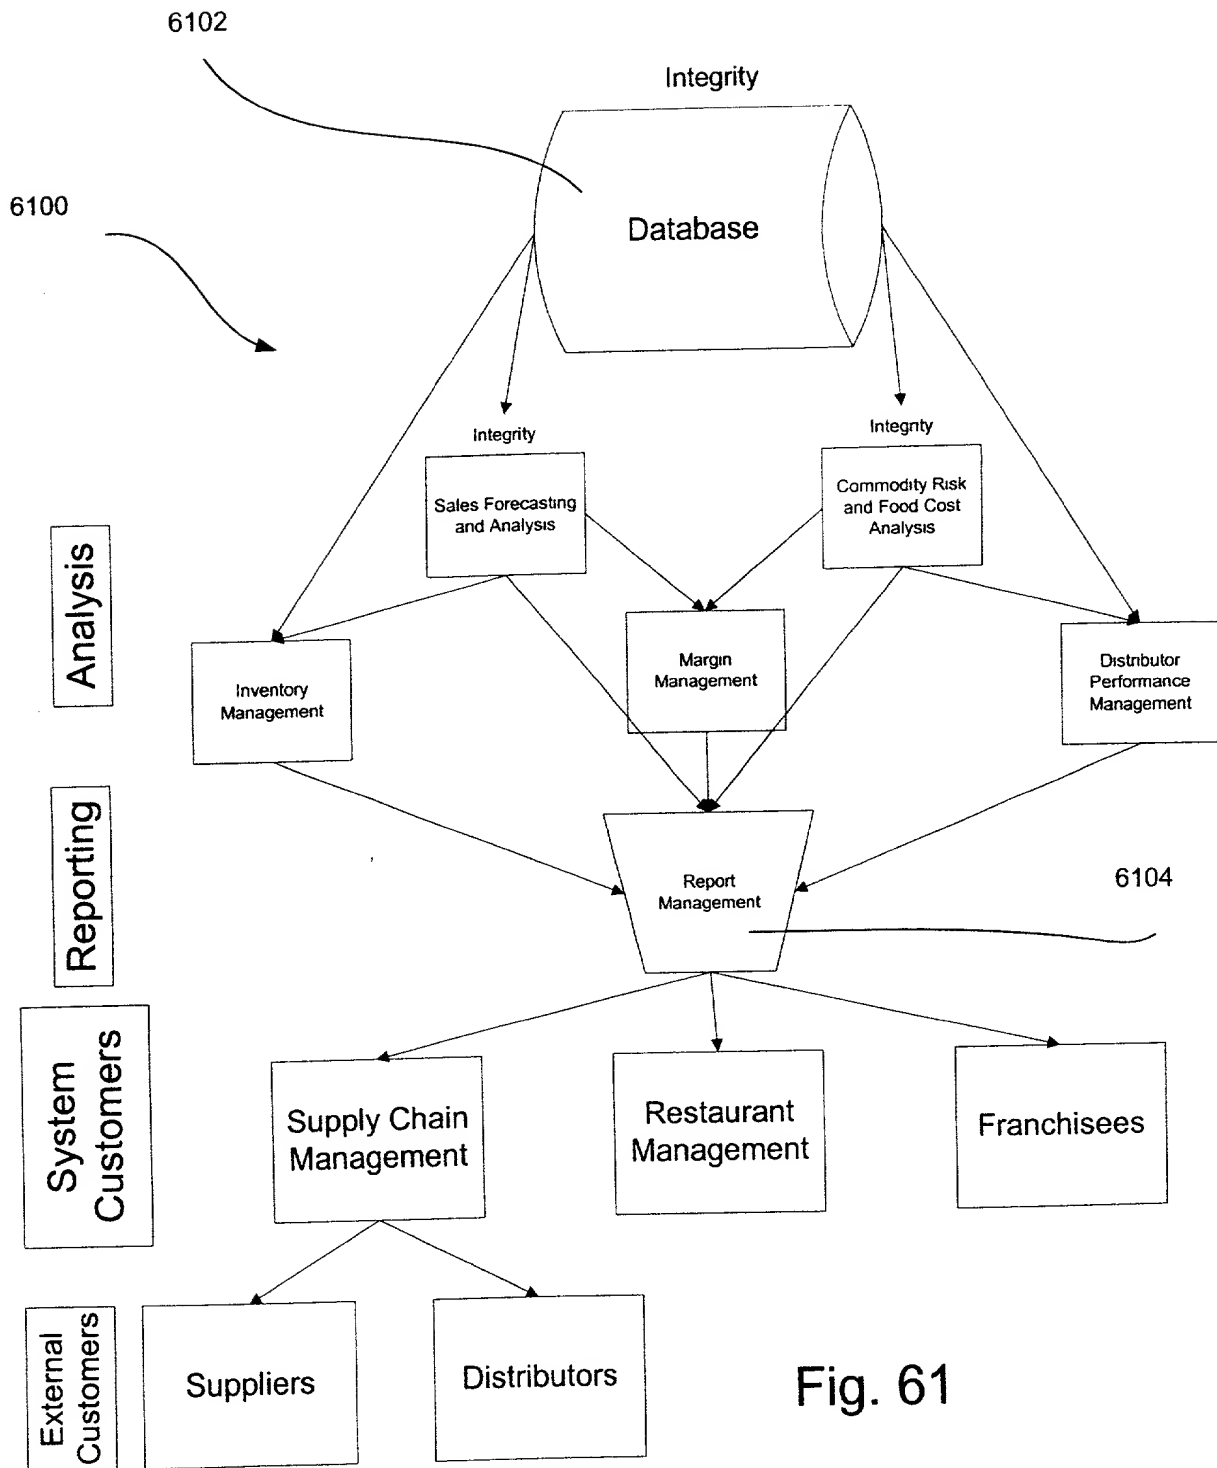 6102
Integrity
Database
6100
Integrity
Integrity
Sales Forecasting
and Analysis
Commodity Risk
and Food Cost
Analysis
Analysis
Inventory
Management
Margin
Management
Distributor
Performance
Management
Reporting
Report
Management
6104
System
Customers
Supply Chain
Management
Restaurant
Management
Franchisees
External
Customers
Suppliers
Distributors
Fig. 61